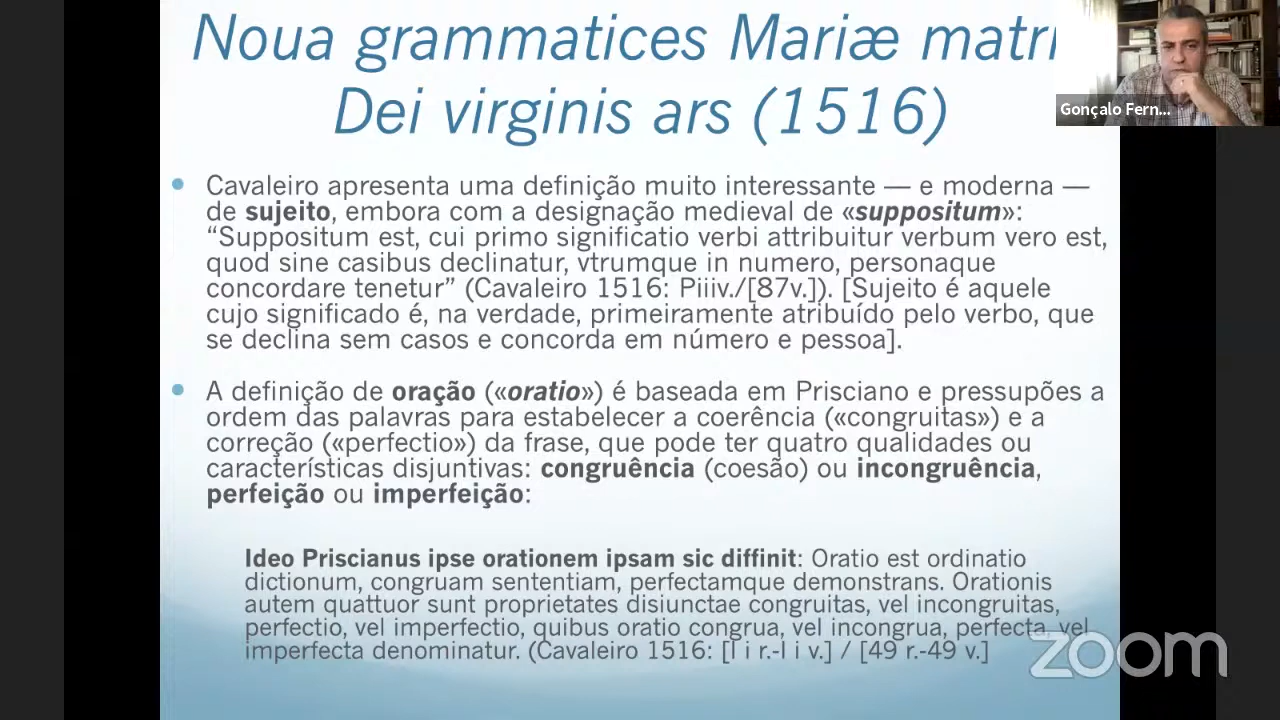 Noua grammatices Mariæ matri
Dei virginis ars (1516)
Gonçalo Fern...
• Cavaleiro apresenta uma definição muito interessante — e moderna —
de sujeito, embora com a designação medieval de «suppositum»:
“Suppositum est, cui primo significatio verbi attribuitur verbum vero est,
quod sine casibus declinatur, vtrumque in numero, personaque
concordare tenetur” (Cavaleiro 1516: Piiiv./[87v.]). [Sujeito é aquele
cujo significado é, na verdade, primeiramente atribuído pelo verbo, que
se declina sem casos e concorda em número e pessoa].
• A definição de oração («oratio») é baseada em Prisciano e pressupões a
ordem das palavras para estabelecer a coerência («congruitas») e a
correção («perfectio») da frase, que pode ter quatro qualidades ou
características disjuntivas: congruência (coesão) ou incongruência,
perfeição ou imperfeição:
Ideo Priscianus ipse orationem ipsam sic diffinit: Oratio est ordinatio
dictionum, congruam sententiam, perfectamque demonstrans. Orationis
autem quattuor sunt proprietates disiunctae congruitas, vel incongruitas,
perfectio, vel imperfectio, quibus oratio congrua, vel incongrua, perfecta, vel
imperfecta denominatur. (Cavaleiro 1516: [I i r.-I i v.] / [49 r.-49 v.]
zoom